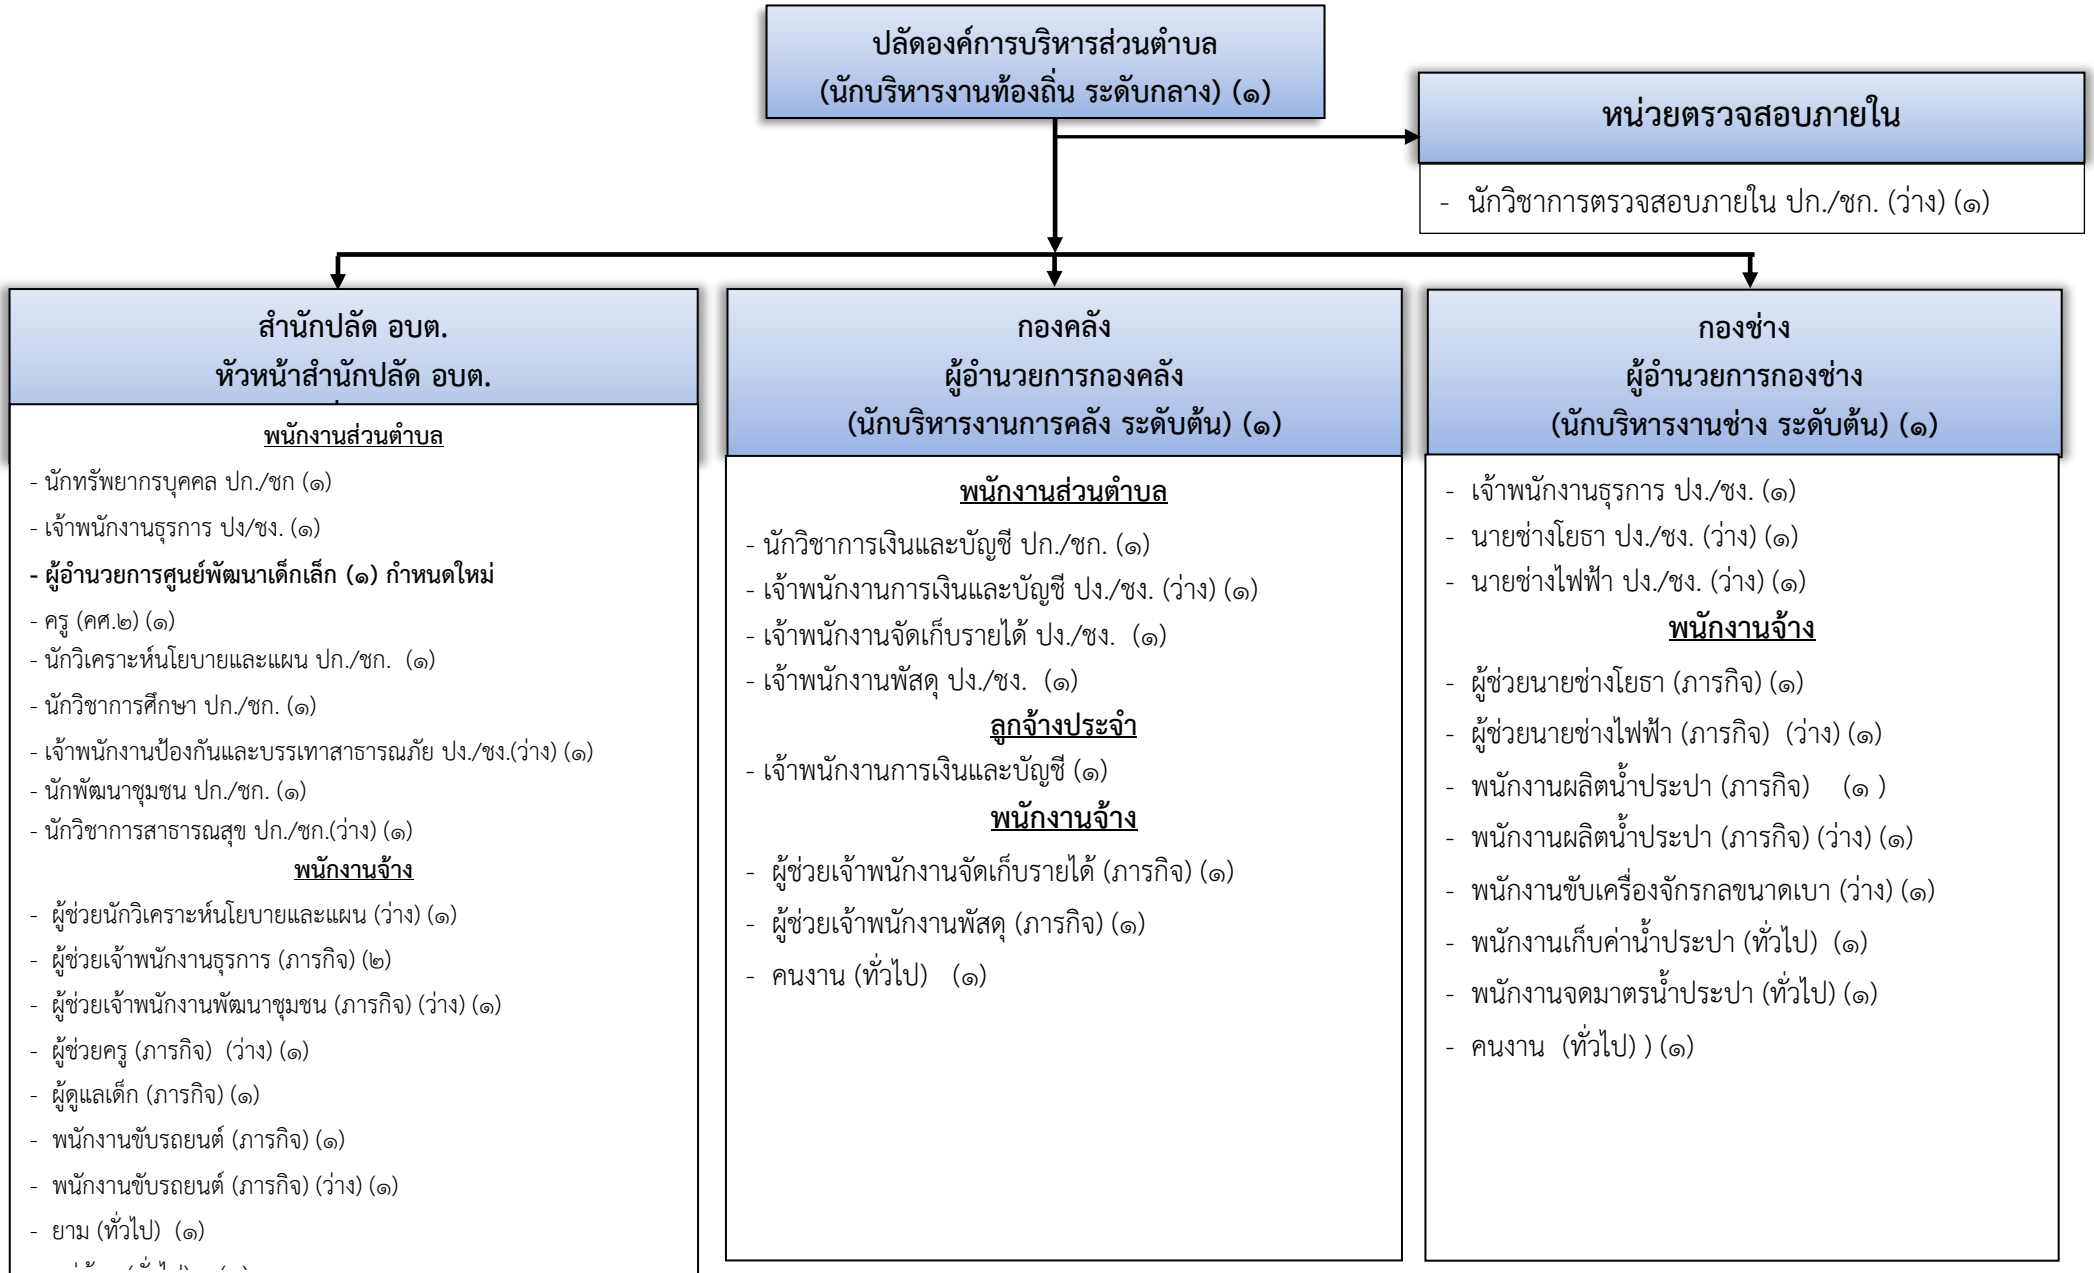 ปลัดองค์การบริหารส่วนตำบล
(นักบริหารงานท้องถิ่น ระดับกลาง) (๑)
หน่วยตรวจสอบภายใน
- นักวิชาการตรวจสอบภายใน ปก./ชก. (ว่าง) (๑)
สำนักปลัด อบต.
หัวหน้าสำนักปลัด อบต.
พนักงานส่วนตำบล
- นักทรัพยากรบุคคล ปก./ชก (๑)
- เจ้าพนักงานธุรการ ปง/ชง. (๑)
- ผู้อำนวยการศูนย์พัฒนาเด็กเล็ก (๑) กำหนดใหม่
- ครู (คศ.๒) (๑)
- นักวิเคราะห์นโยบายและแผน ปก./ชก. (๑)
- นักวิชาการศึกษา ปก./ชก. (๑)
- เจ้าพนักงานป้องกันและบรรเทาสาธารณภัย ปง./ชง.(ว่าง) (๑)
- นักพัฒนาชุมชน ปก./ชก. (๑)
- นักวิชาการสาธารณสุข ปก./ชก.(ว่าง) (๑)
พนักงานจ้าง
- ผู้ช่วยนักวิเคราะห์นโยบายและแผน (ว่าง) (๑)
- ผู้ช่วยเจ้าพนักงานธุรการ (ภารกิจ) (๒)
- ผู้ช่วยเจ้าพนักงานพัฒนาชุมชน (ภารกิจ) (ว่าง) (๑)
- ผู้ช่วยครู (ภารกิจ) (ว่าง) (๑)
- ผู้ดูแลเด็ก (ภารกิจ) (๑)
- พนักงานขับรถยนต์ (ภารกิจ) (๑)
- พนักงานขับรถยนต์ (ภารกิจ) (ว่าง) (๑)
- ยาม (ทั่วไป) (๑)
กองคลัง
ผู้อำนวยการกองคลัง
(นักบริหารงานการคลัง ระดับต้น) (๑)
พนักงานส่วนตำบล
- นักวิชาการเงินและบัญชี ปก./ชก. (๑)
- เจ้าพนักงานการเงินและบัญชี ปง./ชง. (ว่าง) (๑)
- เจ้าพนักงานจัดเก็บรายได้ ปง./ชง. (๑)
- เจ้าพนักงานพัสดุ ปง./ชง. (๑)
ลูกจ้างประจำ
- เจ้าพนักงานการเงินและบัญชี (๑)
พนักงานจ้าง
- ผู้ช่วยเจ้าพนักงานจัดเก็บรายได้ (ภารกิจ) (๑)
- ผู้ช่วยเจ้าพนักงานพัสดุ (ภารกิจ) (๑)
- คนงาน (ทั่วไป) (๑)
กองช่าง
ผู้อำนวยการกองช่าง
(นักบริหารงานช่าง ระดับต้น) (๑)
- เจ้าพนักงานธุรการ ปง./ชง. (๑)
- นายช่างโยธา ปง./ชง. (ว่าง) (๑)
- นายช่างไฟฟ้า ปง./ชง. (ว่าง) (๑)
พนักงานจ้าง
- ผู้ช่วยนายช่างโยธา (ภารกิจ) (๑)
- ผู้ช่วยนายช่างไฟฟ้า (ภารกิจ) (ว่าง) (๑)
- พนักงานผลิตน้ำประปา (ภารกิจ) (๑ )
- พนักงานผลิตน้ำประปา (ภารกิจ) (ว่าง) (๑)
- พนักงานขับเครื่องจักรกลขนาดเบา (ว่าง) (๑)
- พนักงานเก็บค่าน้ำประปา (ทั่วไป) (๑)
- พนักงานจดมาตรน้ำประปา (ทั่วไป) (๑)
- คนงาน (ทั่วไป) ) (๑)